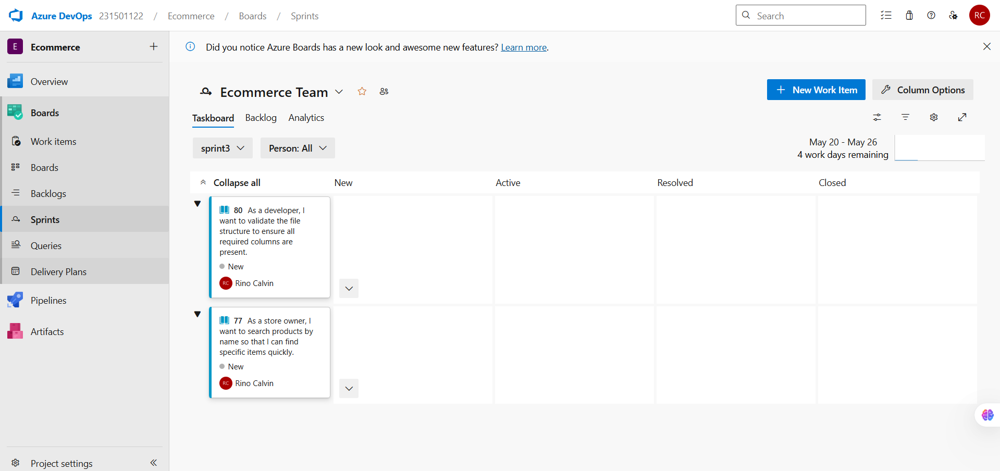 Azure DevOps 231501122 / Ecommerce / Boards / Sprints
Search
RC
E Ecommerce
Did you notice Azure Boards has a new look and awesome new features? Learn more.
Overview
Boards
Work items
Boards
Backlogs
Sprints
Queries
Delivery Plans
Pipelines
Artifacts
Project settings
Ecommerce Team
New Work Item
Column Options
Taskboard Backlog Analytics
sprint3
Person: All
May 20 - May 26
4 work days remaining
Collapse all New Active Resolved Closed
80 As a developer, I
want to validate the file
structure to ensure all
required columns are
present.
New
RC Rino Calvin
77 As a store owner, I
want to search products by
name so that I can find
specific items quickly.
New
RC Rino Calvin